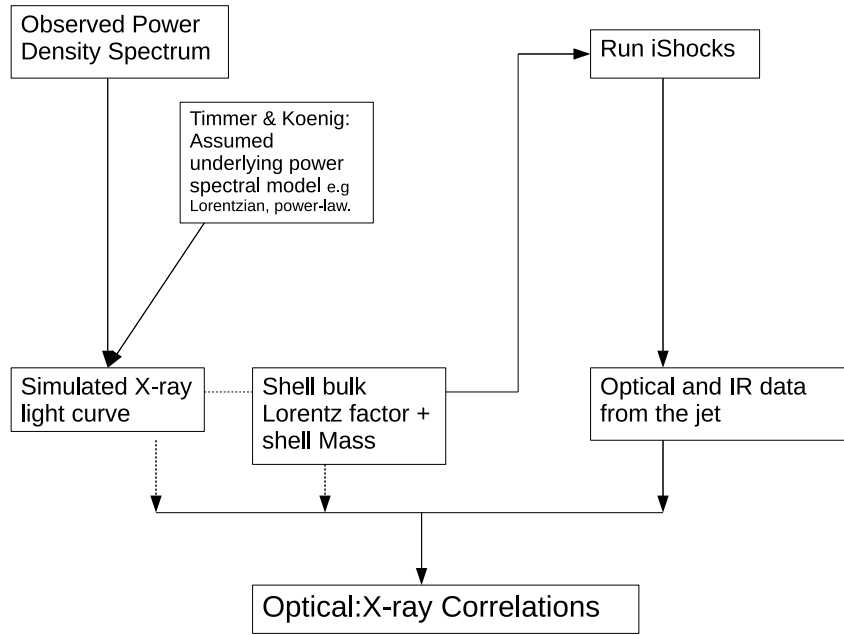 Observed Power
Density Spectrum
Run iShocks
Timmer & Koenig:
Assumed
underlying power
spectral model e.g
Lorentzian, power-law.
Simulated X-ray
light curve
Shell bulk
Lorentz factor +
shell Mass
Optical and IR data
from the jet
Optical:X-ray Correlations